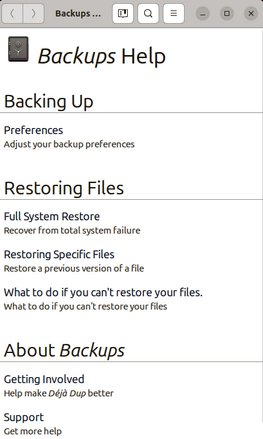 Backups ...
Backups Help
Backing Up
Preferences
Adjust your backup preferences
Restoring Files
Full System Restore
Recover from total system failure
Restoring Specific Files
Restore a previous version of a file
What to do if you can't restore your files.
What to do if you can't restore your files
About Backups
Getting Involved
Help make Déjà Dup better
Support
Get more help